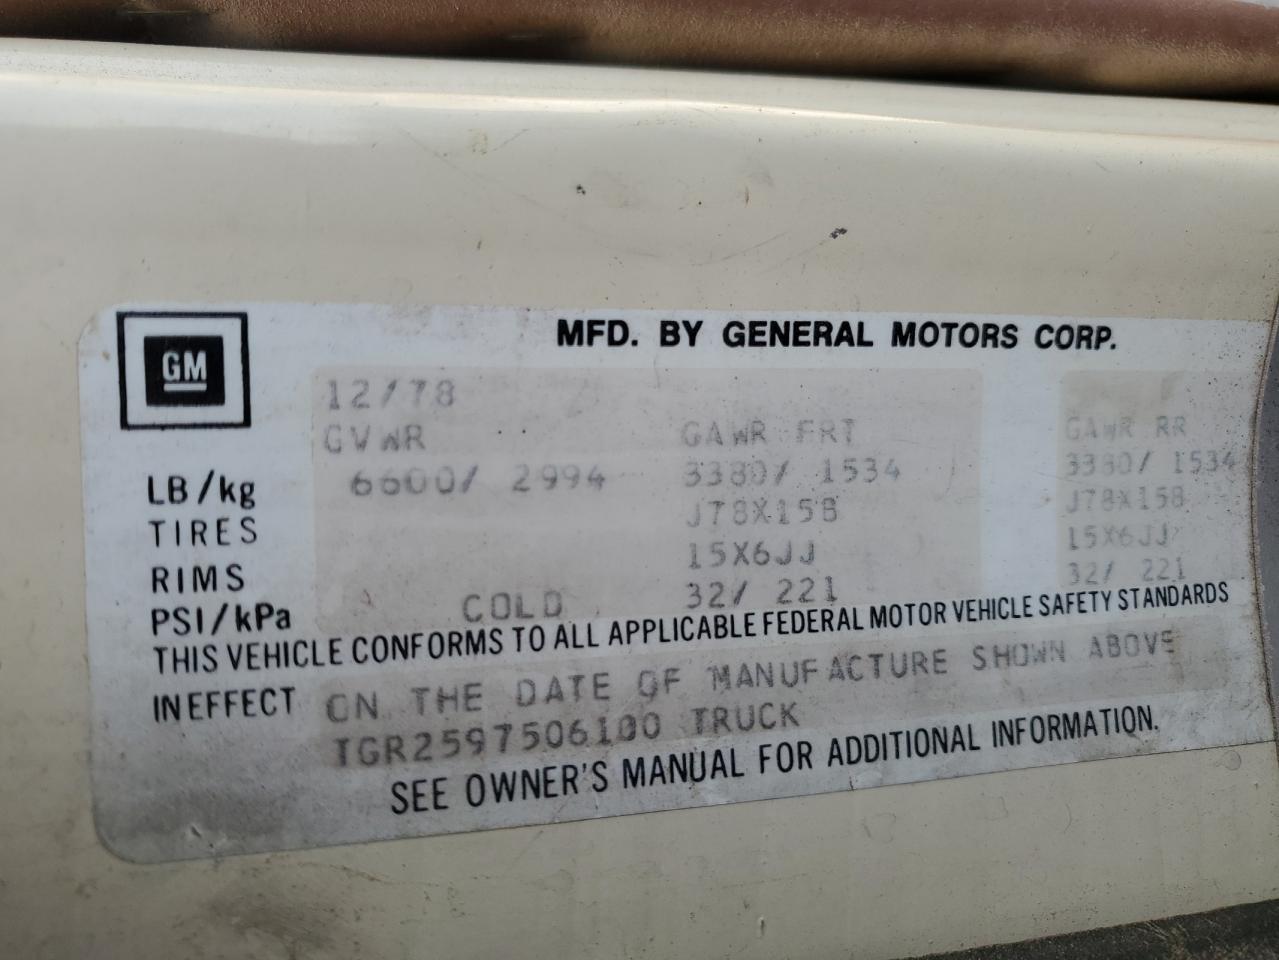 GM
MFD. BY GENERAL MOTORS CORP.
12/78
GVWR GAWR FRT GAWR RR
LB/kg 6600/ 2994 3380/ 1534 3380/ 1534
TIRES J78X15B J78X15B
RIMS 15X6JJ 15X6JJ
PSI/kPa COLD 32/ 221 32/ 221
THIS VEHICLE CONFORMS TO ALL APPLICABLE FEDERAL MOTOR VEHICLE SAFETY STANDARDS
IN EFFECT ON THE DATE OF MANUFACTURE SHOWN ABOVE
TGR2597506100 TRUCK
SEE OWNER'S MANUAL FOR ADDITIONAL INFORMATION.